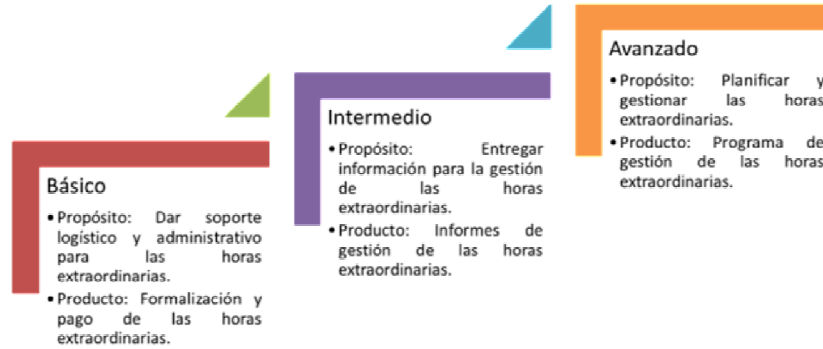 Básico
•Propósito: Dar soporte
logístico y administrativo
para las horas
extraordinarias.
•Producto: Formalización y
pago de las horas
extraordinarias.
Intermedio
•Propósito: Entregar
información para la gestión
de las horas
extraordinarias.
•Producto: Informes de
gestión de las horas
extraordinarias.
Avanzado
•Propósito: Planificar y
gestionar las horas
extraordinarias.
•Producto: Programa de
gestión de las horas
extraordinarias.